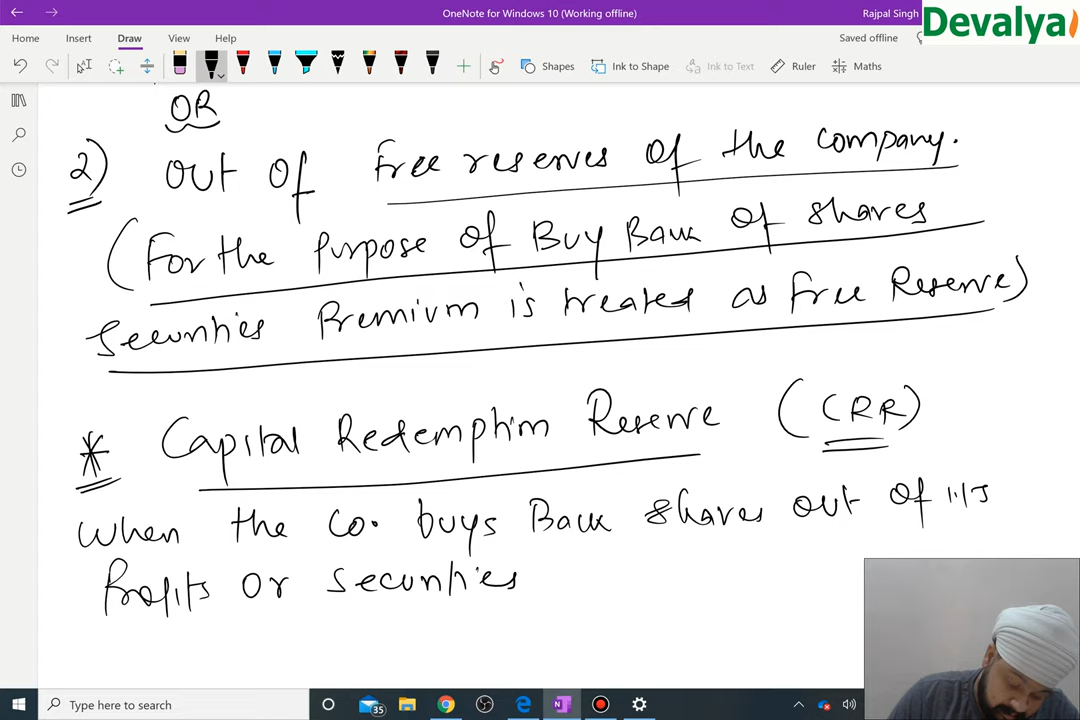 OneNote for Windows 10 (Working offline)
Rajpal Singh
Devalya
Home Insert Draw View Help
Saved offline
Shapes Ink to Shape Ink to Text Ruler Maths
OR
2) out of free reserves of the company.
(For the purpose of Buy Back of shares
Securities Premium is treated as free Reserve)
* Capital Redemption Reserve (CRR)
When the co. buys Back shares out of its
Profits or securities
Type here to search
35